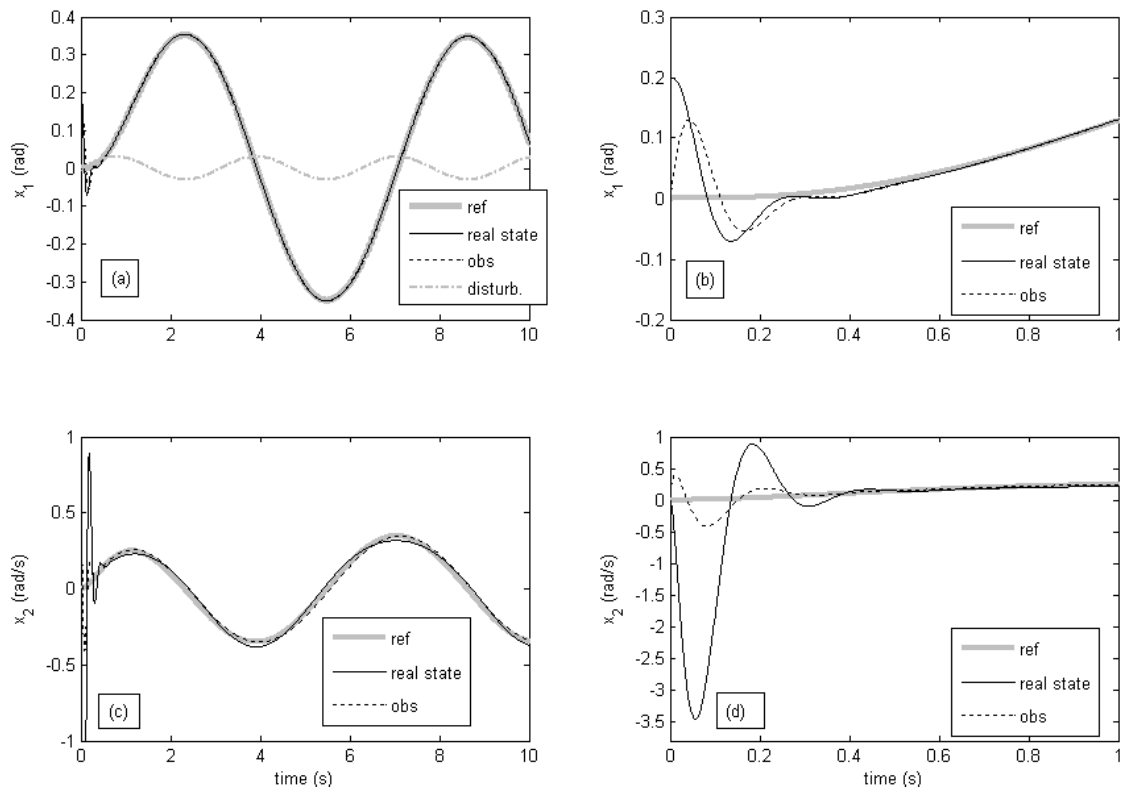 0.4
0.3
0.2
0.1
0
-0.1
-0.2
-0.3
-0.4
x1 (rad)
0 2 4 6 8 10
(a)
ref
real state
obs
disturb.
0.3
0.2
0.1
0
-0.1
-0.2
x1 (rad)
0 0.2 0.4 0.6 0.8 1
(b)
ref
real state
obs
1
0.5
0
-0.5
-1
x2 (rad/s)
0 2 4 6 8 10
time (s)
(c)
ref
real state
obs
1
0.5
0
-0.5
-1
-1.5
-2
-2.5
-3
-3.5
x2 (rad/s)
0 0.2 0.4 0.6 0.8 1
time (s)
(d)
ref
real state
obs